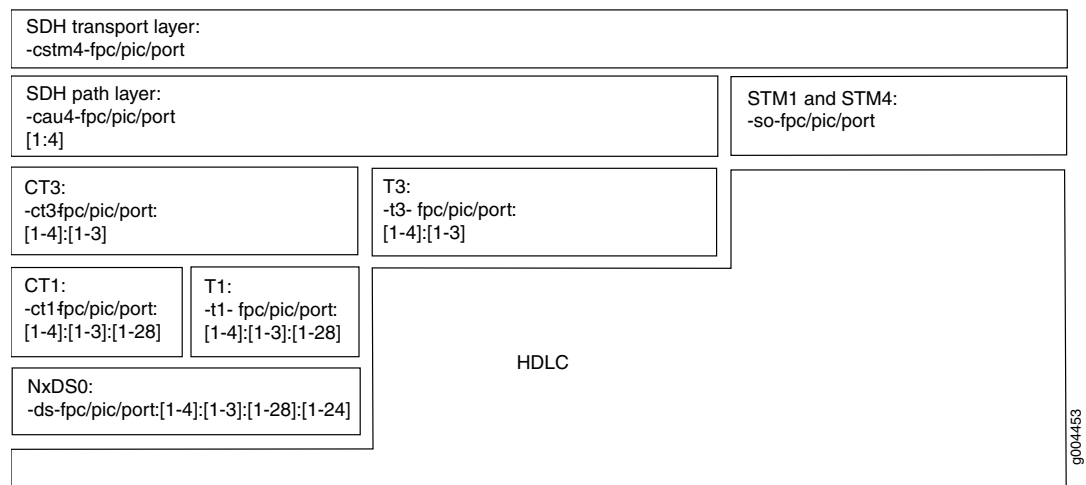 SDH transport layer:
-cstm4-fpc/pic/port
SDH path layer:
-cau4-fpc/pic/port
[1:4]
STM1 and STM4:
-so-fpc/pic/port
CT3:
-ct3-fpc/pic/port:
[1-4]:[1-3]
T3:
-t3- fpc/pic/port:
[1-4]:[1-3]
CT1:
-ct1-fpc/pic/port:
[1-4]:[1-3]:[1-28]
T1:
-t1- fpc/pic/port:
[1-4]:[1-3]:[1-28]
HDLC
NxDS0:
-ds-fpc/pic/port:[1-4]:[1-3]:[1-28]:[1-24]
g004453